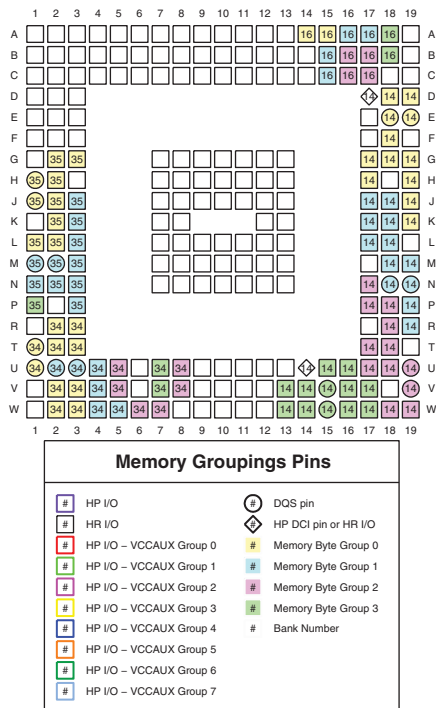 1 2 3 4 5 6 7 8 9 10 11 12 13 14 15 16 17 18 19
A 16 16 16 16 16 A
B 16 16 16 16 B
C 16 16 16 C
D 14 14 14 D
E 14 14 E
F 14 F
G 35 35 14 14 14 G
H 35 35 14 14 H
J 35 35 35 14 14 14 J
K 35 35 14 14 14 K
L 35 35 35 14 14 L
M 35 35 35 14 14 M
N 35 35 35 14 14 14 N
P 35 35 14 14 14 P
R 34 34 14 14 R
T 34 34 34 14 14 T
U 34 34 34 34 34 34 34 14 14 14 14 14 14 U
V 34 34 34 34 34 34 14 14 14 14 14 14 V
W 34 34 34 34 34 34 14 14 14 14 14 14 14 W
1 2 3 4 5 6 7 8 9 10 11 12 13 14 15 16 17 18 19
Memory Groupings Pins
# HP I/O
# HR I/O
# HP I/O – VCCAUX Group 0
# HP I/O – VCCAUX Group 1
# HP I/O – VCCAUX Group 2
# HP I/O – VCCAUX Group 3
# HP I/O – VCCAUX Group 4
# HP I/O – VCCAUX Group 5
# HP I/O – VCCAUX Group 6
# HP I/O – VCCAUX Group 7
# DQS pin
# HP DCI pin or HR I/O
# Memory Byte Group 0
# Memory Byte Group 1
# Memory Byte Group 2
# Memory Byte Group 3
# Bank Number